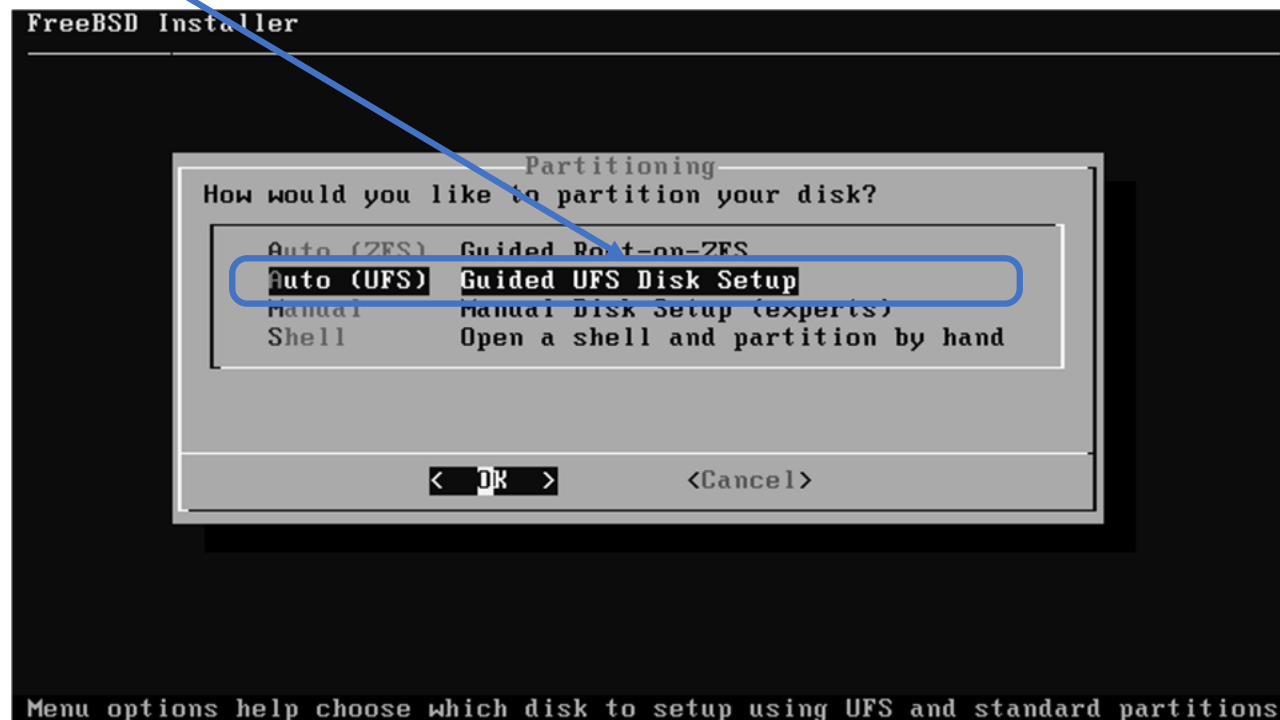 FreeBSD Installer
Partitioning
How would you like to partition your disk?
Auto (ZFS) Guided Root-on-ZFS
Auto (UFS) Guided UFS Disk Setup
Manual Manual Disk Setup (experts)
Shell Open a shell and partition by hand
< OK > <Cancel>
Menu options help choose which disk to setup using UFS and standard partitions